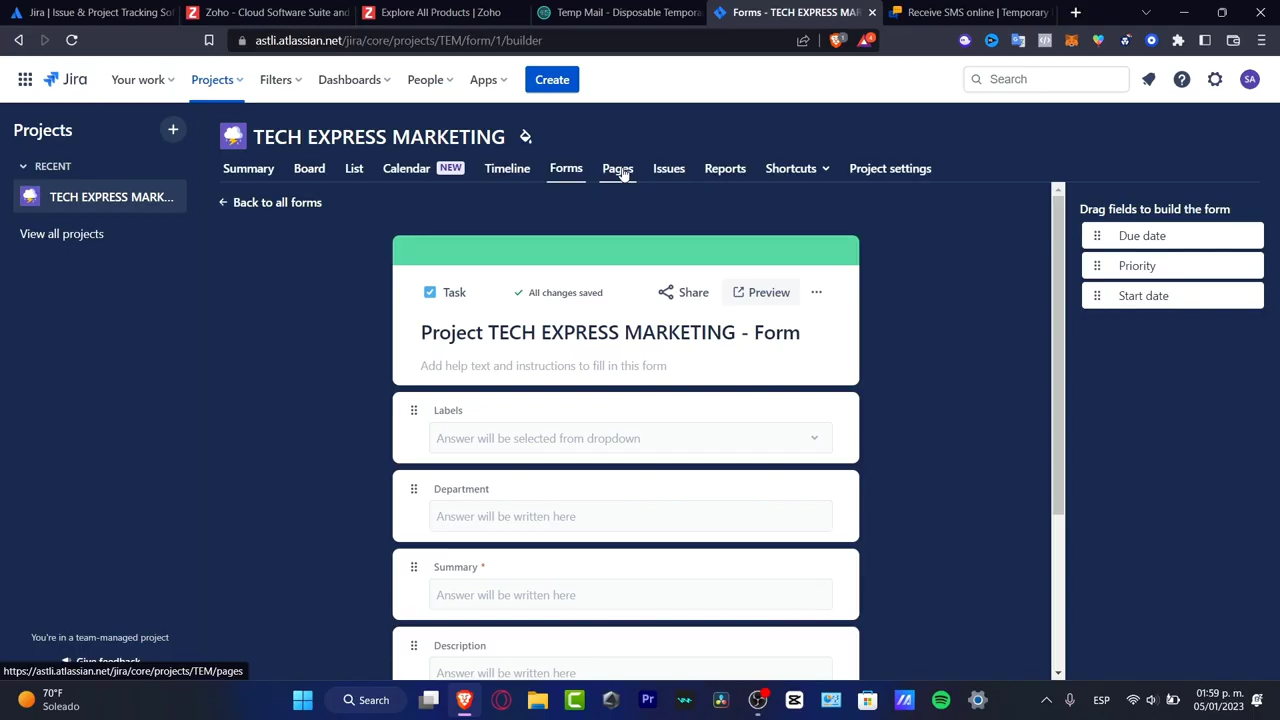 Jira | Issue & Project Tracking Sof
Zoho - Cloud Software Suite and
Explore All Products | Zoho
Temp Mail - Disposable Tempora
Forms - TECH EXPRESS MAR
Receive SMS online | Temporary
astli.atlassian.net/jira/core/projects/TEM/form/1/builder
1
4
Jira
Your work
Projects
Filters
Dashboards
People
Apps
Create
Search
SA
Projects
RECENT
TECH EXPRESS MARK...
View all projects
TECH EXPRESS MARKETING
Summary
Board
List
Calendar NEW
Timeline
Forms
Pages
Issues
Reports
Shortcuts
Project settings
Back to all forms
Task
All changes saved
Share
Preview
Project TECH EXPRESS MARKETING - Form
Add help text and instructions to fill in this form
Labels
Answer will be selected from dropdown
Department
Answer will be written here
Summary *
Answer will be written here
Description
Answer will be written here
Drag fields to build the form
Due date
Priority
Start date
You're in a team-managed project
Give feedback
https://astli.atlassian.net/jira/core/projects/TEM/pages
70°F
Soleado
Search
Pr
ESP
01:59 p. m.
05/01/2023